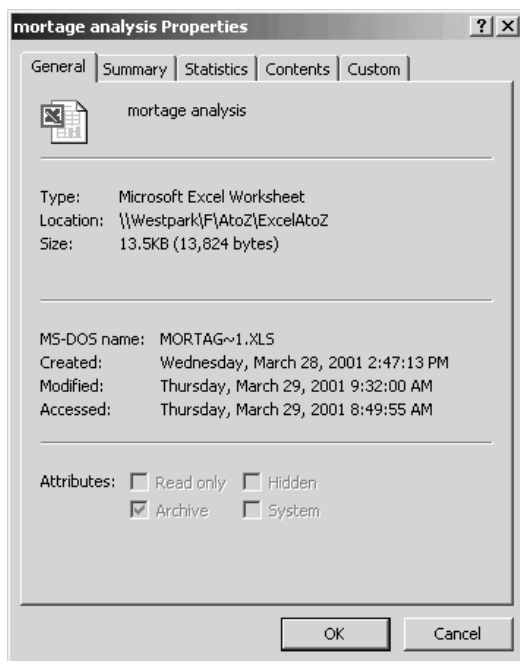 mortage analysis Properties
General Summary Statistics Contents Custom
mortage analysis
Type: Microsoft Excel Worksheet
Location: \\Westpark\F\AtoZ\ExcelAtoZ
Size: 13.5KB (13,824 bytes)
MS-DOS name: MORTAG~1.XLS
Created: Wednesday, March 28, 2001 2:47:13 PM
Modified: Thursday, March 29, 2001 9:32:00 AM
Accessed: Thursday, March 29, 2001 8:49:55 AM
Attributes: Read only Hidden
Archive System
OK Cancel